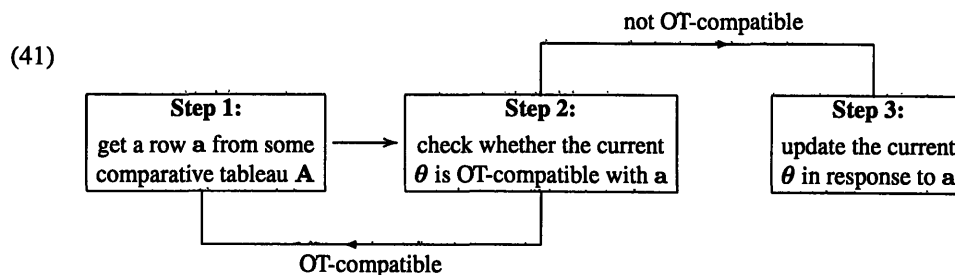 not OT-compatible
(41)
Step 1:
get a row a from some
comparative tableau A
Step 2:
check whether the current
θ is OT-compatible with a
Step 3:
update the current
θ in response to a
OT-compatible